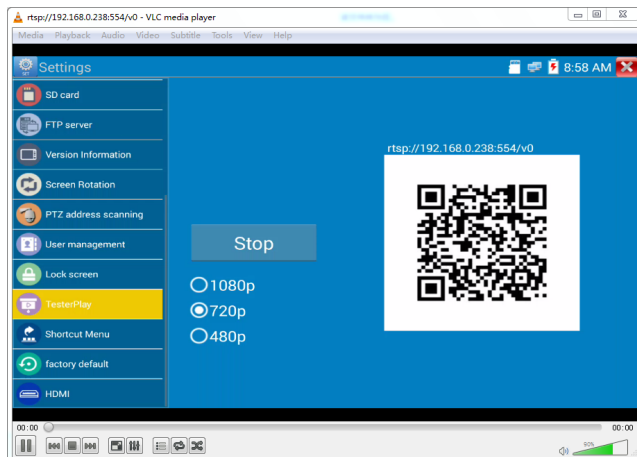 rtsp://192.168.0.238:554/v0 - VLC media player
Media Playback Audio Video Subtitle Tools View Help
SET
Settings
8:58 AM
SD card
FTP server
Version Information
Screen Rotation
PTZ address scanning
User management
Lock screen
TesterPlay
Shortcut Menu
factory default
HDMI
Stop
1080p
720p
480p
rtsp://192.168.0.238:554/v0
00:00
00:00
90%